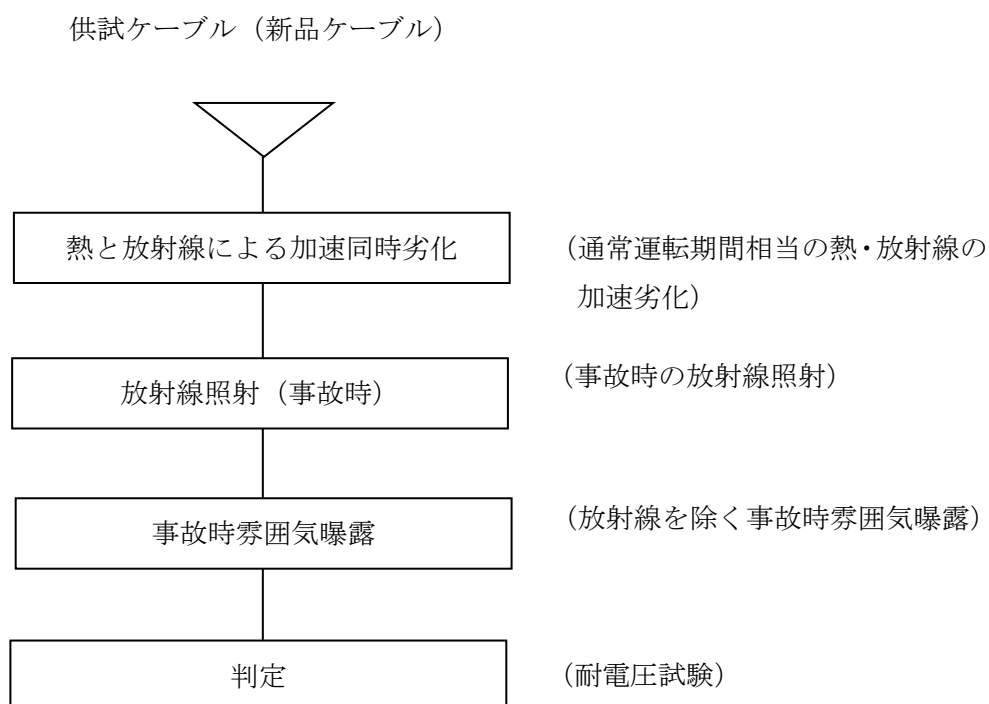 供試ケーブル（新品ケーブル）
熱と放射線による加速同時劣化
（通常運転期間相当の熱・放射線の
加速劣化）
放射線照射（事故時）
（事故時の放射線照射）
事故時雰囲気曝露
（放射線を除く事故時雰囲気曝露）
判定
（耐電圧試験）